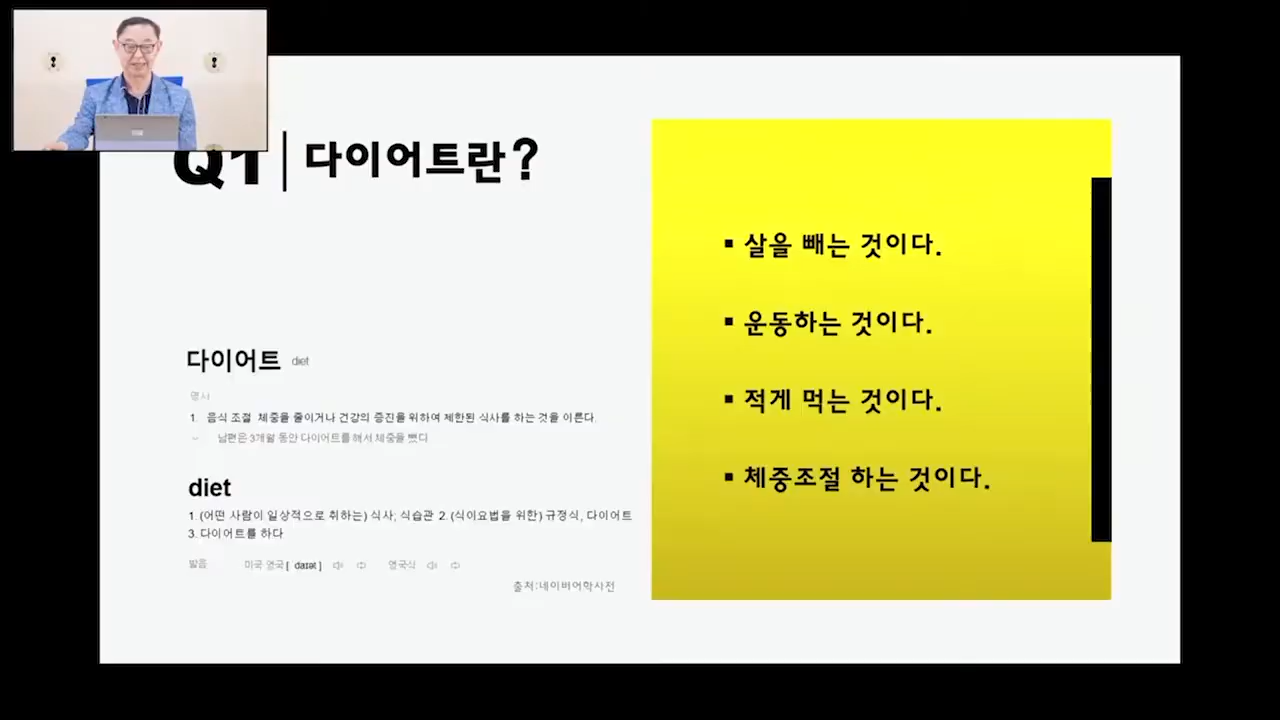 Q1 다이어트란?
살을 빼는 것이다.
운동하는 것이다.
적게 먹는 것이다.
체중조절 하는 것이다.
다이어트 diet
명사
1. 음식 조절 체중을 줄이거나 건강의 증진을 위하여 제한된 식사를 하는 것을 이른다.
남편은 3개월 동안 다이어트를 해서 체중을 뺐다
diet
1. (어떤 사람이 일상적으로 취하는) 식사; 식습관 2. (식이요법을 위한) 규정식, 다이어트
3. 다이어트를 하다
발음 미국 영국 [ daɪət ] 영국식
출처:네이버어학사전